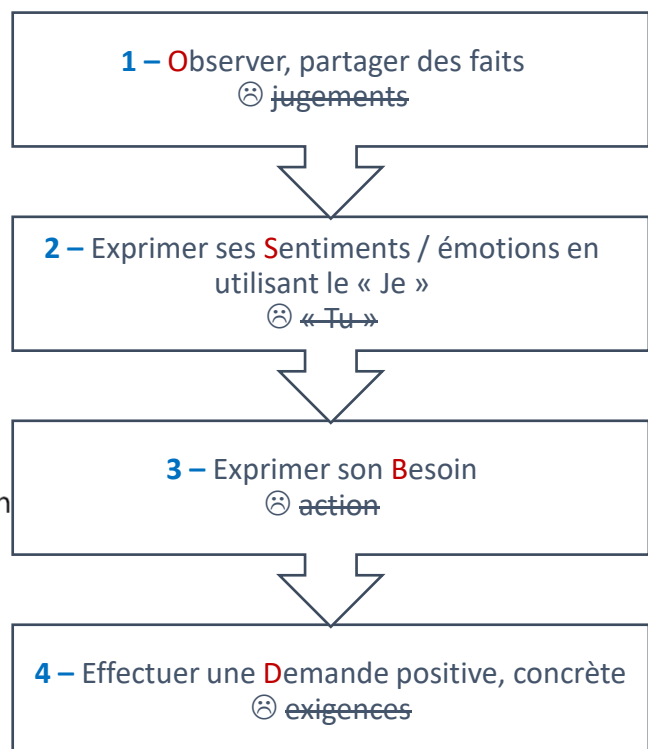 1 – Observer, partager des faits
☹ jugements
2 – Exprimer ses Sentiments / émotions en
utilisant le « Je »
☹ « Tu »
3 – Exprimer son Besoin
☹ action
n
4 – Effectuer une Demande positive, concrète
☹ exigences